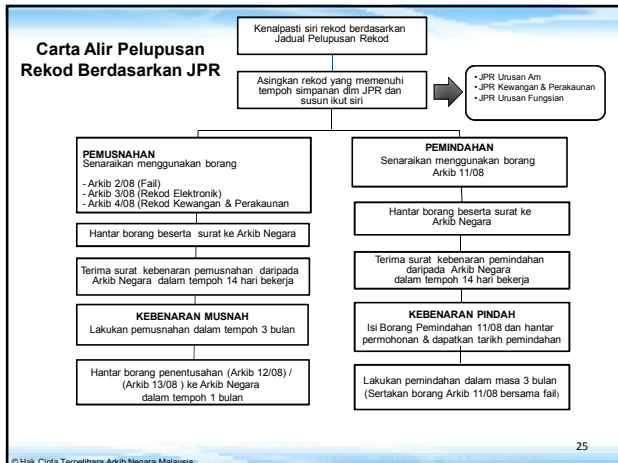 Carta Alir Pelupusan
Rekod Berdasarkan JPR
Kenalpasti siri rekod berdasarkan
Jadual Pelupusan Rekod
Asingkan rekod yang memenuhi
tempoh simpanan dlm JPR dan
susun ikut siri
•JPR Urusan Am
•JPR Kewangan & Perakaunan
•JPR Urusan Fungsian
PEMUSNAHAN
Senaraikan menggunakan borang
- Arkib 2/08 (Fail)
- Arkib 3/08 (Rekod Elektronik)
- Arkib 4/08 (Rekod Kewangan & Perakaunan
Hantar borang beserta surat ke Arkib Negara
Terima surat kebenaran pemusnahan daripada
Arkib Negara dalam tempoh 14 hari bekerja
KEBENARAN MUSNAH
Lakukan pemusnahan dalam tempoh 3 bulan
Hantar borang penentusahan (Arkib 12/08) /
(Arkib 13/08 ) ke Arkib Negara
dalam tempoh 1 bulan
PEMINDAHAN
Senaraikan menggunakan borang
Arkib 11/08
Hantar borang beserta surat ke
Arkib Negara
Terima surat kebenaran pemindahan
daripada Arkib Negara
dalam tempoh 14 hari bekerja
KEBENARAN PINDAH
Isi Borang Pemindahan 11/08 dan hantar
permohonan & dapatkan tarikh pemindahan
Lakukan pemindahan dalam masa 3 bulan
(Sertakan borang Arkib 11/08 bersama fail)
25
© Hak Cipta Terpelihara Arkib Negara Malaysia